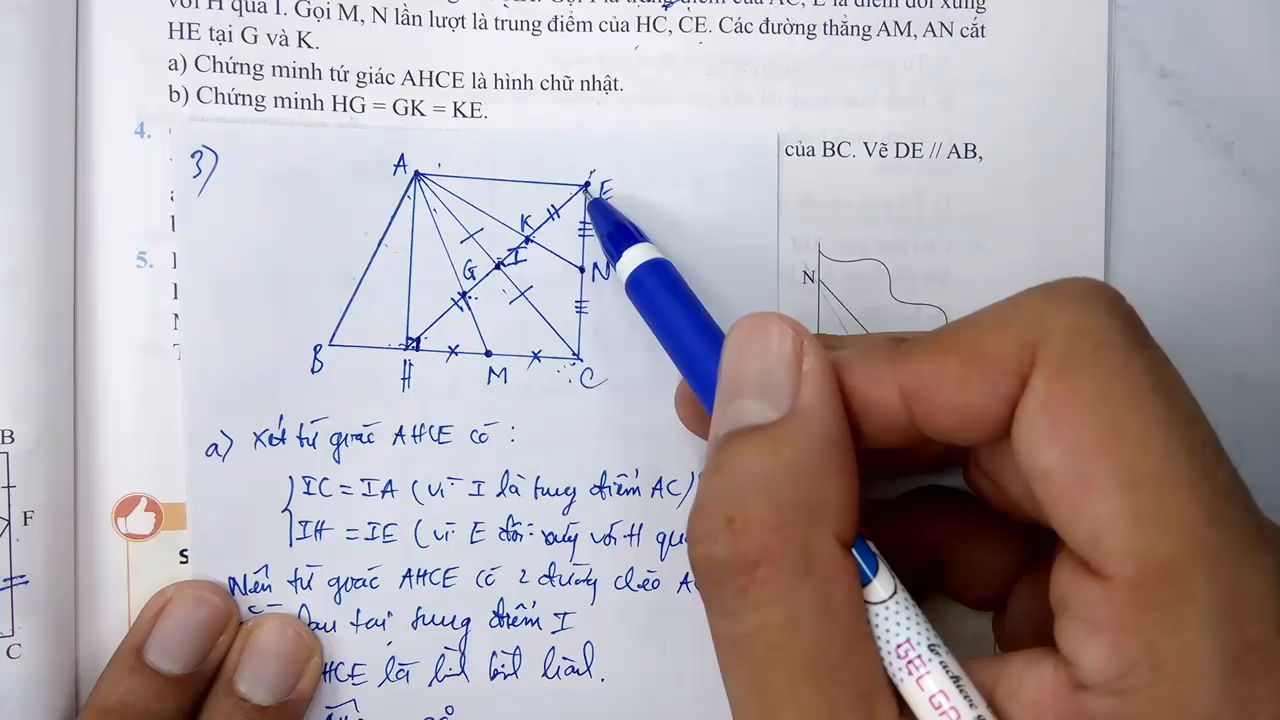 với H qua I. Gọi M, N lần lượt là trung điểm của HC, CE. Các đường thẳng AM, AN cắt
HE tại G và K.
a) Chứng minh tứ giác AHCE là hình chữ nhật.
b) Chứng minh HG = GK = KE.
4.
của BC. Vẽ DE // AB,
3)
A
E
K
I
G
N
B
H
M
C
5.
N
a) Xét tứ giác AHCE có :
IC = IA (vì I là trung điểm AC)
IH = IE (vì E đối xứng với H qua
Nên tứ giác AHCE có 2 đường chéo
tại trung điểm I
HCE là hình bình hành.
B
F
C
S